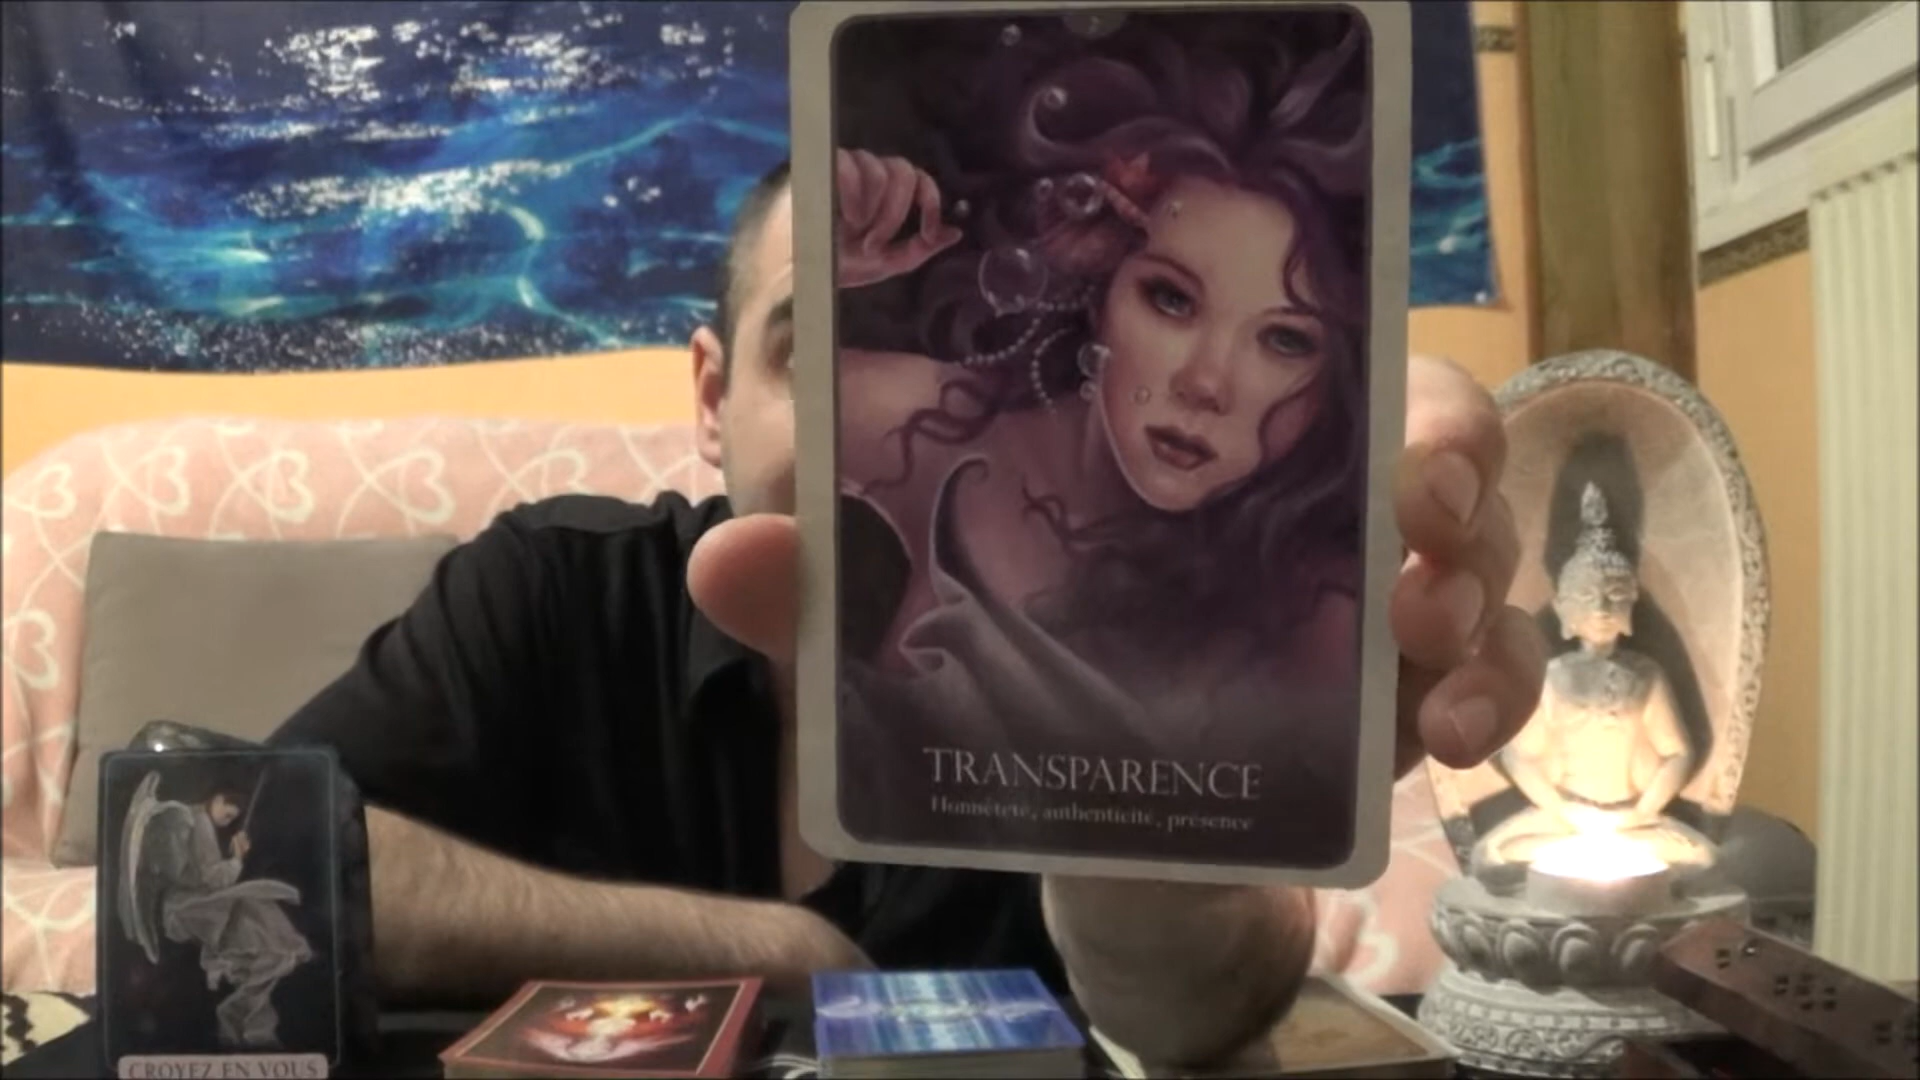 TRANSPARENCE
Honnêteté, authenticité, présence
CROYEZ EN VOUS